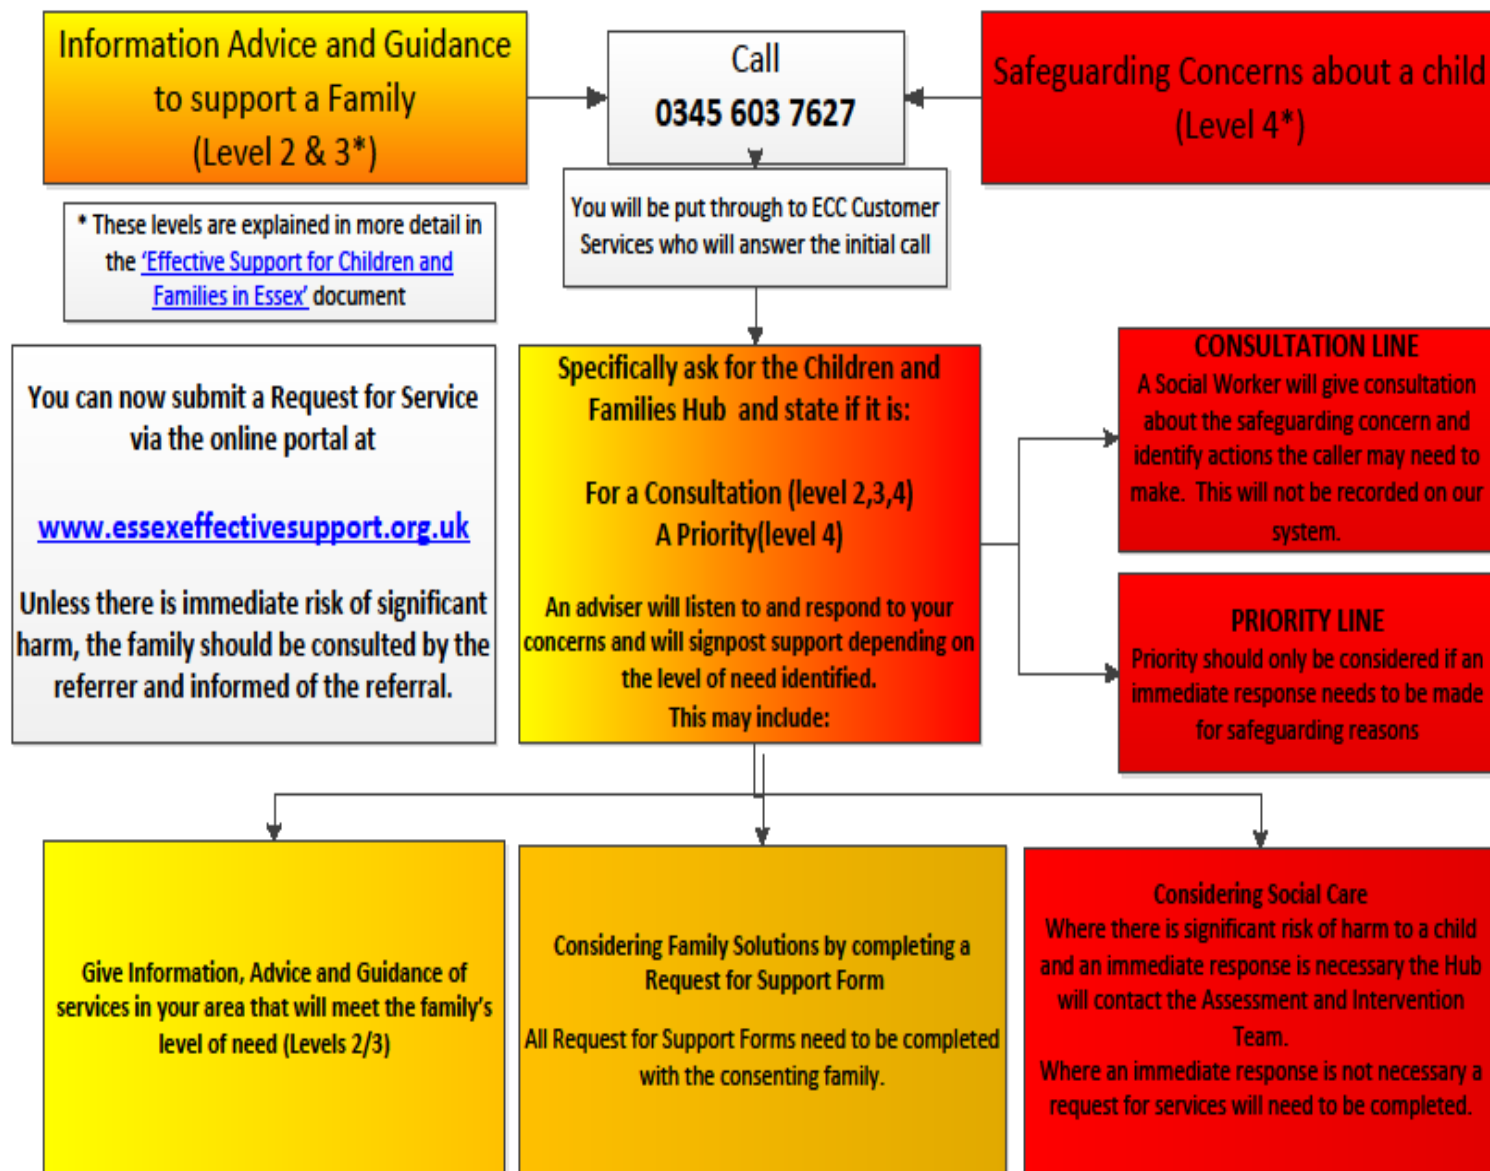 Information Advice and Guidance
to support a Family
(Level 2 & 3*)
Call
0345 603 7627
Safeguarding Concerns about a child
(Level 4*)
* These levels are explained in more detail in
the 'Effective Support for Children and
Families in Essex' document
You will be put through to ECC Customer
Services who will answer the initial call
You can now submit a Request for Service
via the online portal at
www.essexeffectivesupport.org.uk
Unless there is immediate risk of significant
harm, the family should be consulted by the
referrer and informed of the referral.
Specifically ask for the Children and
Families Hub and state if it is:
For a Consultation (level 2,3,4)
A Priority(level 4)
An adviser will listen to and respond to your
concerns and will signpost support depending on
the level of need identified.
This may include:
CONSULTATION LINE
A Social Worker will give consultation
about the safeguarding concern and
identify actions the caller may need to
make. This will not be recorded on our
system.
PRIORITY LINE
Priority should only be considered if an
immediate response needs to be made
for safeguarding reasons
Give Information, Advice and Guidance of
services in your area that will meet the family's
level of need (Levels 2/3)
Considering Family Solutions by completing a
Request for Support Form
All Request for Support Forms need to be completed
with the consenting family.
Considering Social Care
Where there is significant risk of harm to a child
and an immediate response is necessary the Hub
will contact the Assessment and Intervention
Team.
Where an immediate response is not necessary a
request for services will need to be completed.